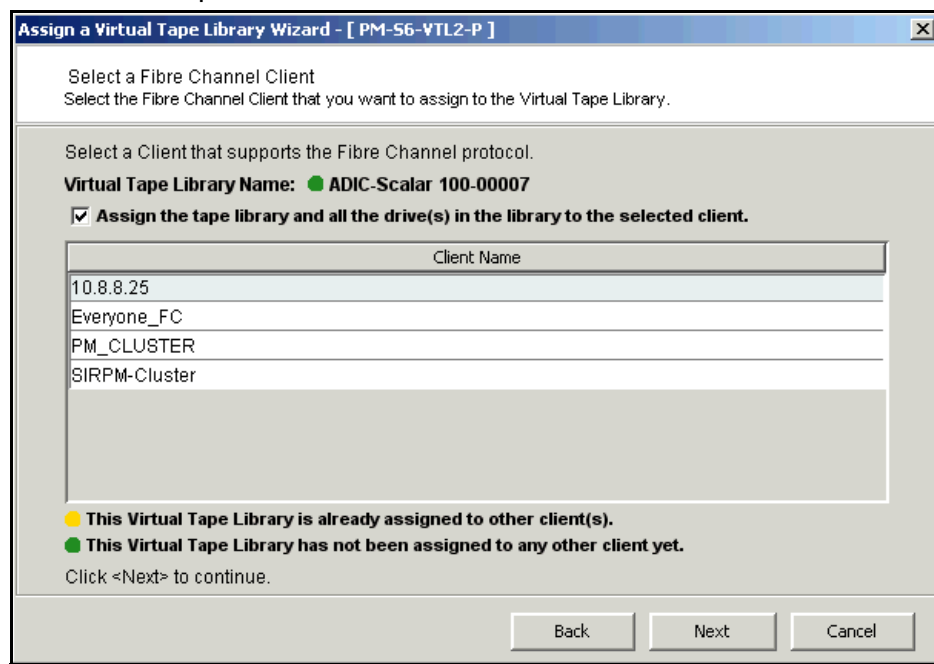 Assign a Virtual Tape Library Wizard - [ PM-S6-VTL2-P ]
Select a Fibre Channel Client
Select the Fibre Channel Client that you want to assign to the Virtual Tape Library.
Select a Client that supports the Fibre Channel protocol.
Virtual Tape Library Name: ADIC-Scalar 100-00007
Assign the tape library and all the drive(s) in the library to the selected client.
Client Name
10.8.8.25
Everyone_FC
PM_CLUSTER
SIRPM-Cluster
This Virtual Tape Library is already assigned to other client(s).
This Virtual Tape Library has not been assigned to any other client yet.
Click <Next> to continue.
Back Next Cancel